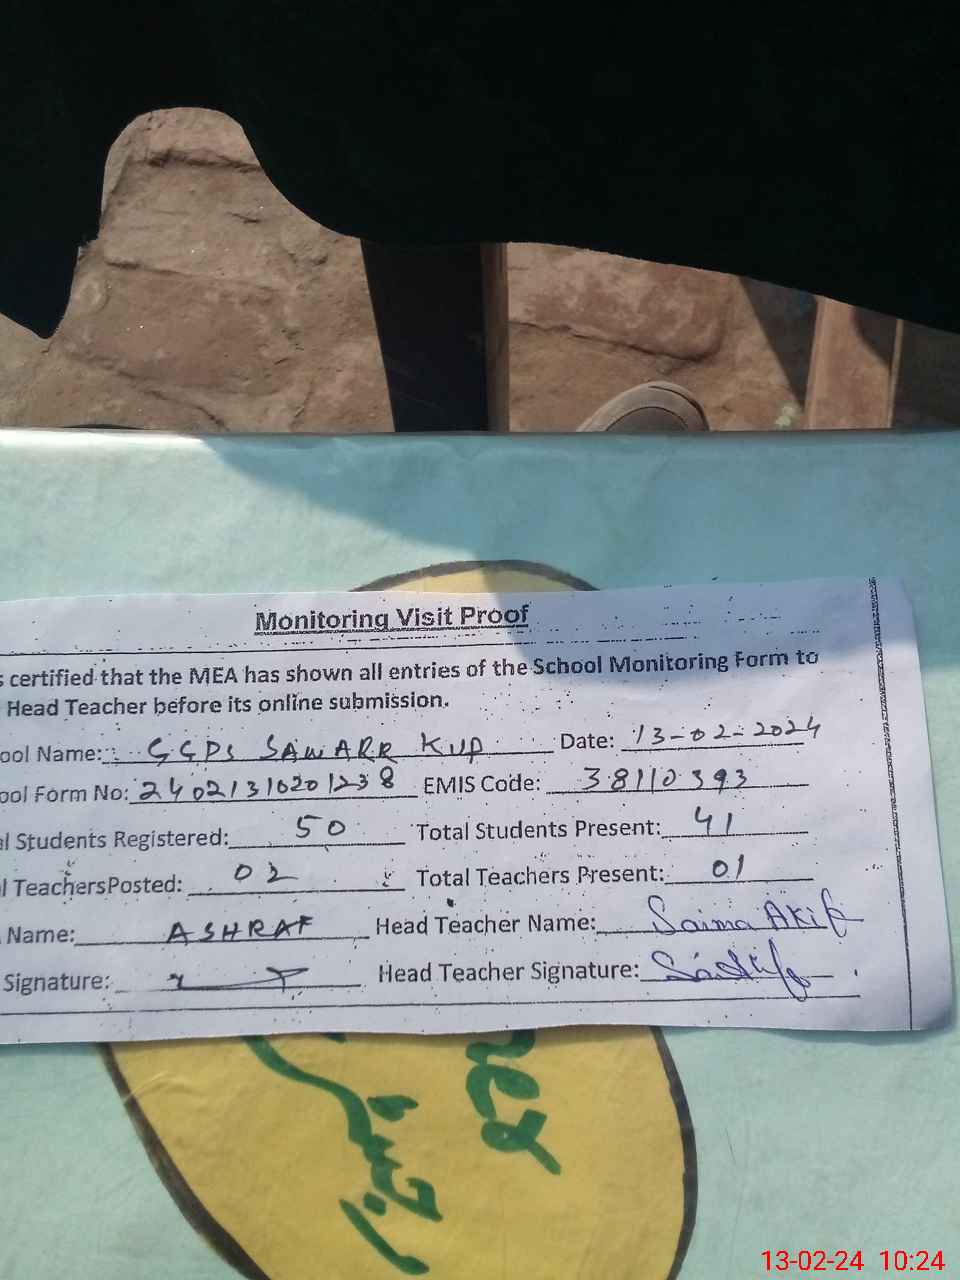 Monitoring Visit Proof
s certified that the MEA has shown all entries of the School Monitoring Form to
Head Teacher before its online submission.
ool Name: GGPS SAWARR KUP Date: 13-02-2024
ool Form No: 24021310201238 EMIS Code: 38110393
al Students Registered: 50 Total Students Present: 41
l TeachersPosted: 02 Total Teachers Present: 01
Name: ASHRAF Head Teacher Name: Saima Akif
Signature: Head Teacher Signature:
13-02-24 10:24